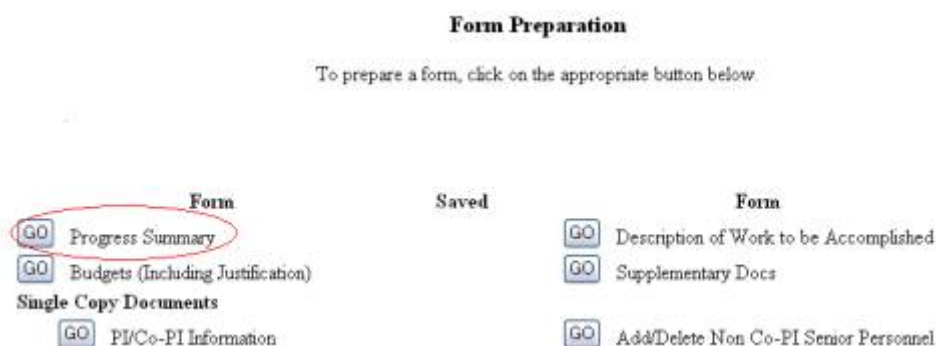 Form Preparation
To prepare a form, click on the appropriate button below.
Form Saved Form
GO Progress Summary GO Description of Work to be Accomplished
GO Budgets (Including Justification) GO Supplementary Docs
Single Copy Documents
GO PI/Co-PI Information GO Add/Delete Non Co-PI Senior Personnel